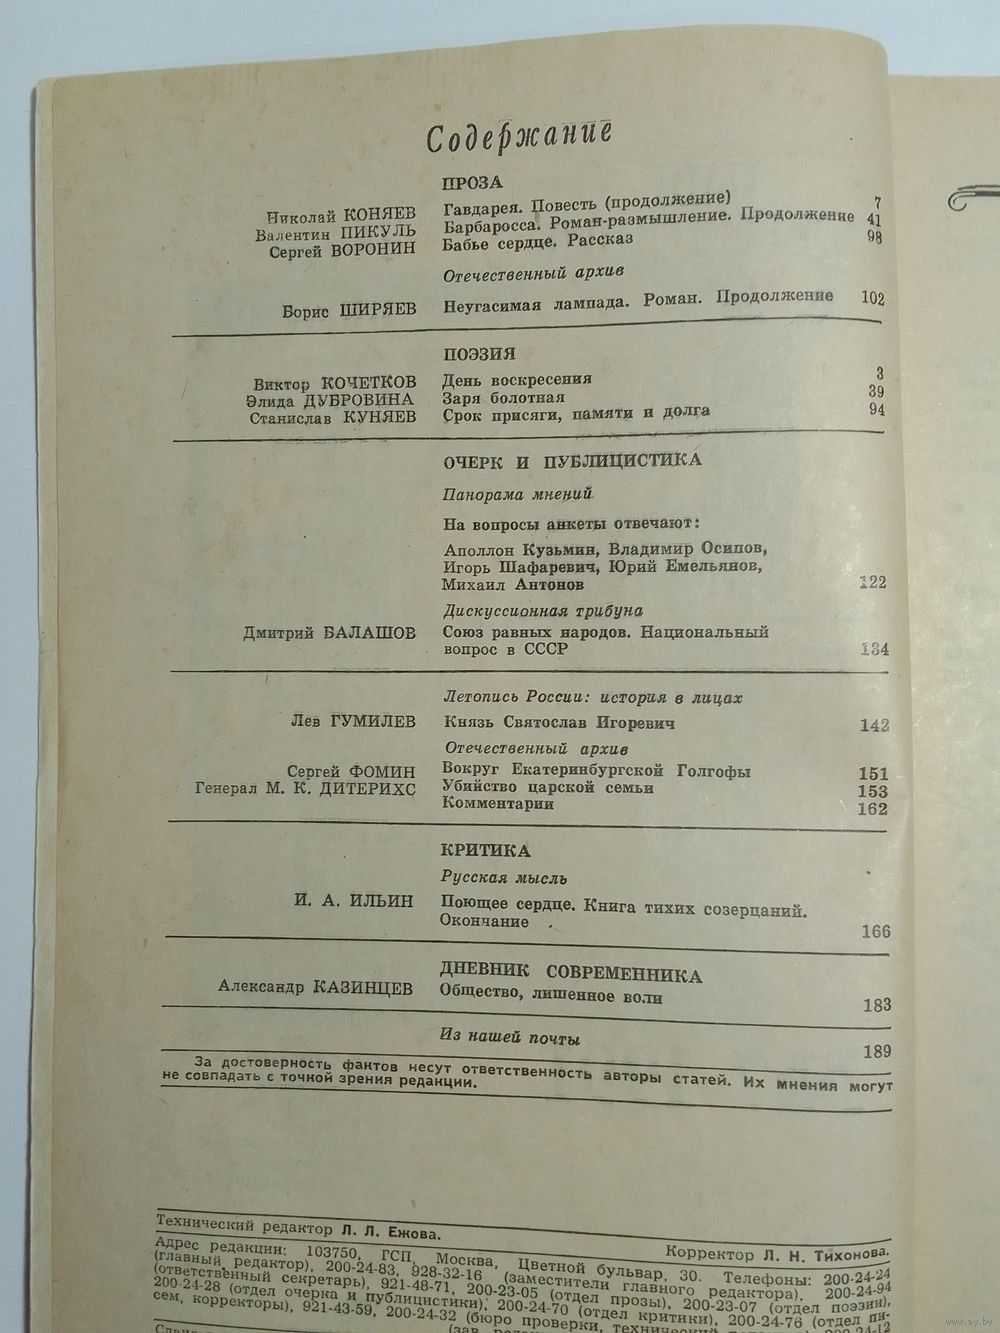 Содержание
ПРОЗА
Николай КОНЯЕВ Гавдарея. Повесть (продолжение) 7
Валентин ПИКУЛЬ Барбаросса. Роман-размышление. Продолжение 41
Сергей ВОРОНИН Бабье сердце. Рассказ 98
Отечественный архив
Борис ШИРЯЕВ Неугасимая лампада. Роман. Продолжение 102
ПОЭЗИЯ
Виктор КОЧЕТКОВ День воскресения 3
Элида ДУБРОВИНА Заря болотная 39
Станислав КУНЯЕВ Срок присяги, памяти и долга 94
ОЧЕРК И ПУБЛИЦИСТИКА
Панорама мнений
На вопросы анкеты отвечают:
Аполлон Кузьмин, Владимир Осипов,
Игорь Шафаревич, Юрий Емельянов,
Михаил Антонов 122
Дискуссионная трибуна
Дмитрий БАЛАШОВ Союз равных народов. Национальный
вопрос в СССР 134
Летопись России: история в лицах
Лев ГУМИЛЕВ Князь Святослав Игоревич 142
Отечественный архив
Сергей ФОМИН Вокруг Екатеринбургской Голгофы 151
Генерал М. К. ДИТЕРИХС Убийство царской семьи 153
Комментарии 162
КРИТИКА
Русская мысль
И. А. ИЛЬИН Поющее сердце. Книга тихих созерцаний.
Окончание 166
ДНЕВНИК СОВРЕМЕННИКА
Александр КАЗИНЦЕВ Общество, лишенное воли 183
Из нашей почты 189
За достоверность фактов несут ответственность авторы статей. Их мнения могут
не совпадать с точкой зрения редакции.
Технический редактор Л. Л. Ежова. Корректор Л. Н. Тихонова.
Адрес редакции: 103750, ГСП, Москва, Цветной бульвар, 30. Телефоны: 200-24-24
(главный редактор), 200-24-83, 928-32-16 (заместители главного редактора), 200-24-94
(ответственный секретарь), 921-48-71, 200-23-05 (отдел прозы), 200-23-07 (отдел поэзии),
200-24-28 (отдел очерка и публицистики), 200-24-70 (отдел критики), 200-24-76 (отдел пи-
сем, корректоры), 921-43-59, 200-24-32 (бюро проверки, 200-24-12
www.ay.by